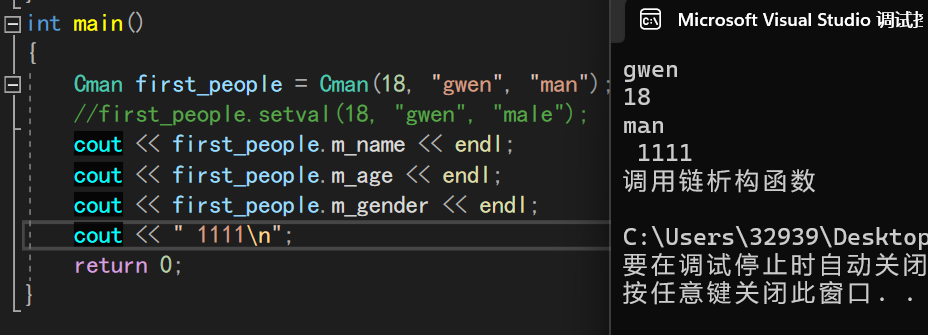 int main()
{
Cman first_people = Cman(18, "gwen", "man");
//first_people.setval(18, "gwen", "male");
cout << first_people.m_name << endl;
cout << first_people.m_age << endl;
cout << first_people.m_gender << endl;
cout << " 1111\n";
return 0;
}
Microsoft Visual Studio 调试
gwen
18
man
1111
调用链析构函数
C:\Users\32939\Desktop
要在调试停止时自动关闭
按任意键关闭此窗口. .